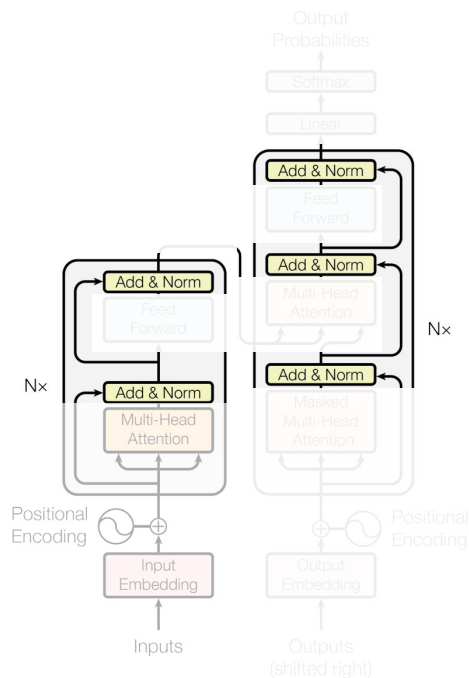 Output
Probabilities
Softmax
Linear
Add & Norm
Feed
Forward
Add & Norm
Multi-Head
Attention
Add & Norm
Masked
Multi-Head
Attention
Nx
Add & Norm
Feed
Forward
Add & Norm
Multi-Head
Attention
Nx
Positional
Encoding
Positional
Encoding
Input
Embedding
Output
Embedding
Inputs
Outputs
(shifted right)